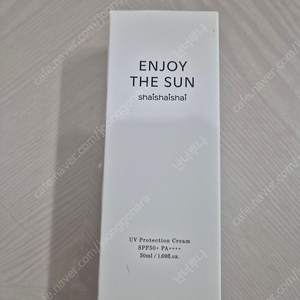 ENJOY
THE SUN
shaishaishai
UV Protection Cream
SPF50+ PA++++
50ml / 1.69fl.oz.